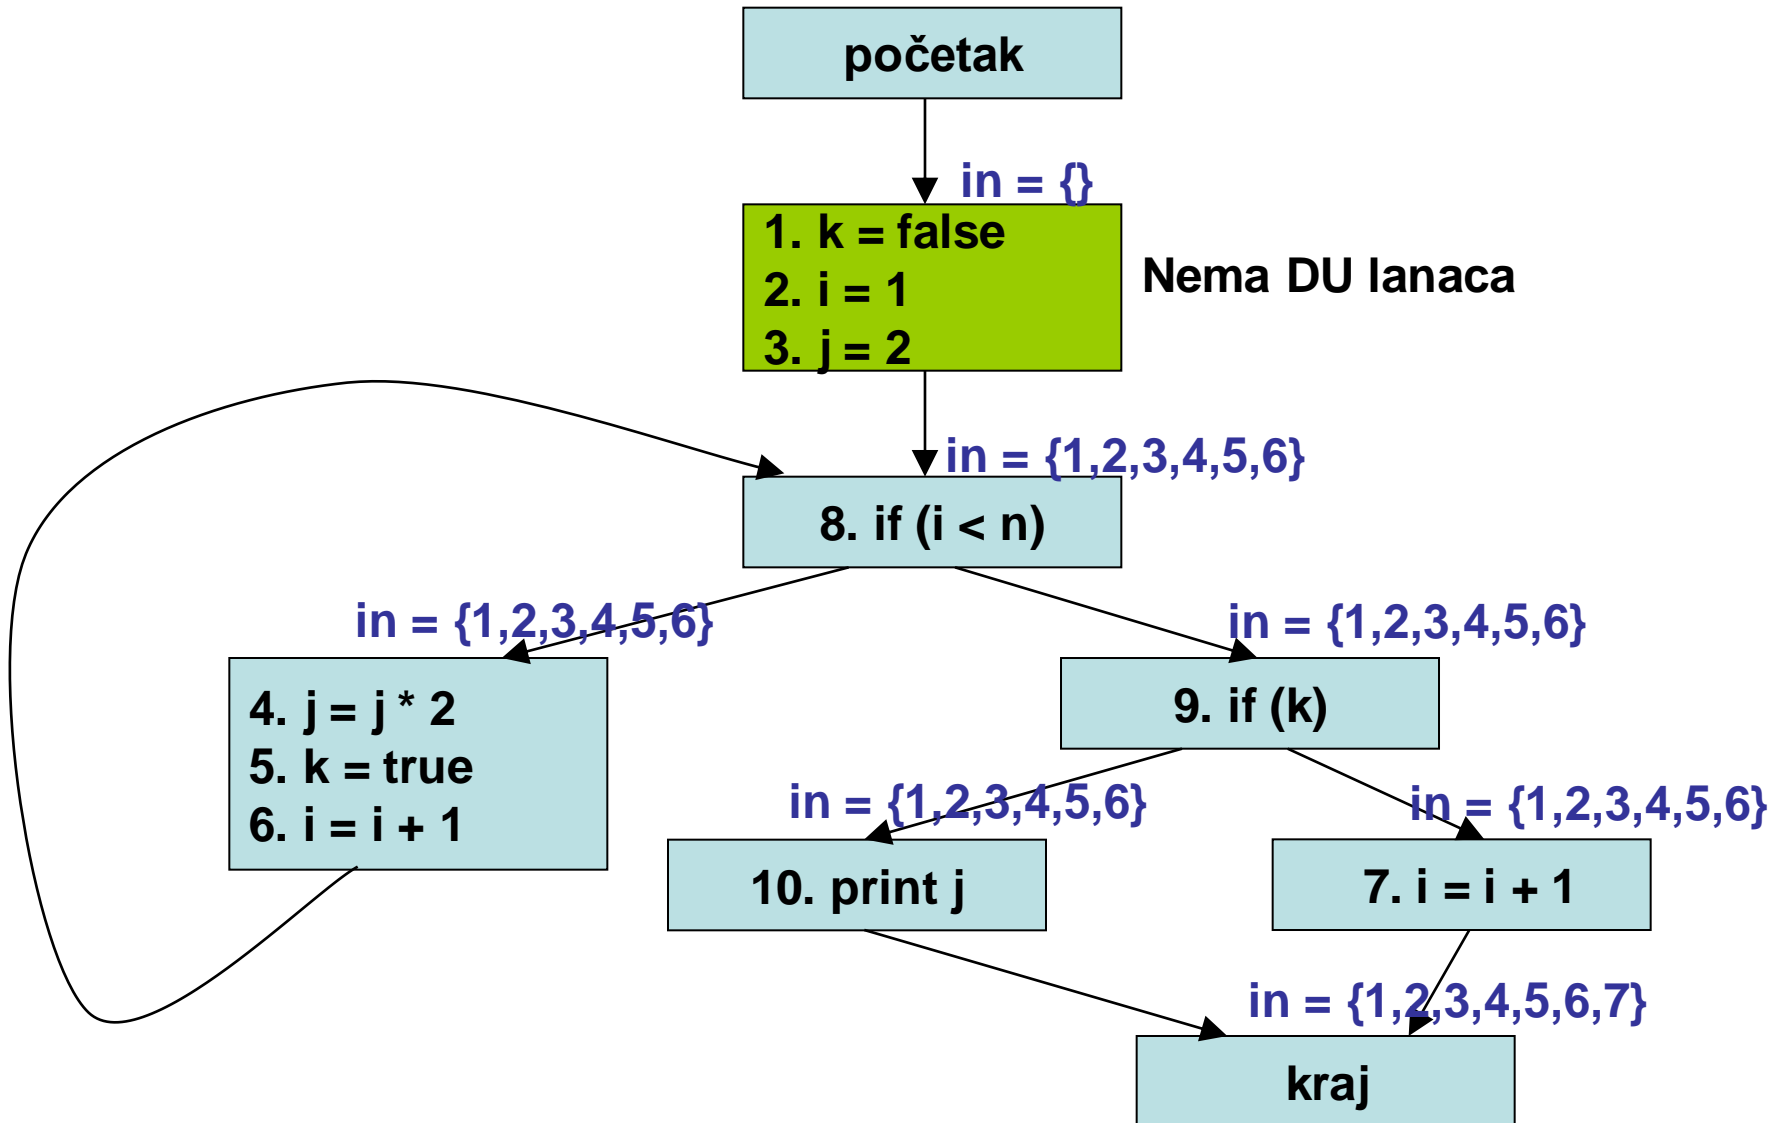 početak
in = {}
1. k = false
2. i = 1
3. j = 2
Nema DU lanaca
in = {1,2,3,4,5,6}
8. if (i < n)
in = {1,2,3,4,5,6}
in = {1,2,3,4,5,6}
4. j = j * 2
5. k = true
6. i = i + 1
9. if (k)
in = {1,2,3,4,5,6}
in = {1,2,3,4,5,6}
10. print j
7. i = i + 1
in = {1,2,3,4,5,6,7}
kraj